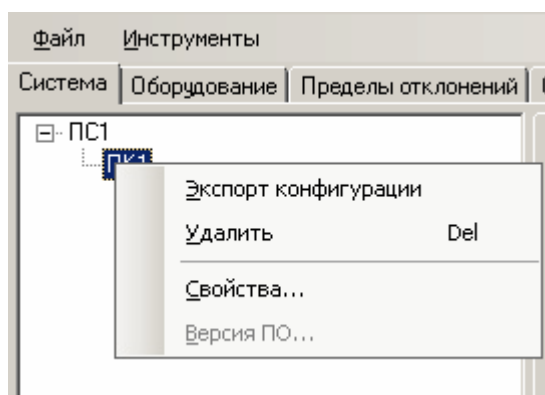 Файл Инструменты
Система Оборудование Пределы отклонений
ПС1
ПК1
Экспорт конфигурации
Удалить Del
Свойства...
Версия ПО...